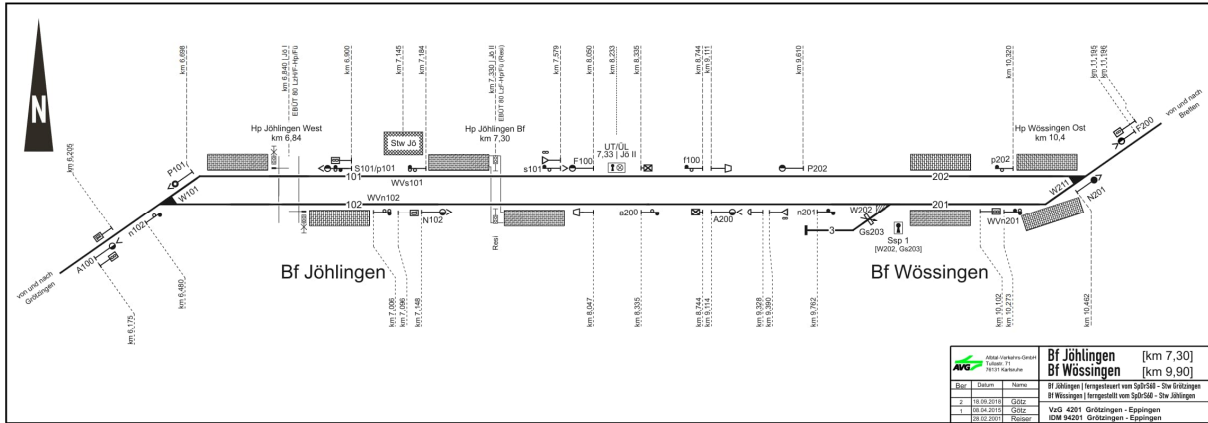 N
von und nach
Grötzingen
km 6,205
km 6,175
A100
n102
km 6,480
P101
W101
km 6,698
Hp Jöhlingen West
km 6,84
km 6,840 | Jö I
EBÜT 80 LzH/F-Hp/Fü
km 6,900
S101/p101
101
102
km 7,145
Stw Jö
km 7,184
WVs101
WVn102
N102
km 7,006
km 7,096
km 7,148
Hp Jöhlingen Bf
km 7,30
km 7,330 | Jö II
EBÜT 80 LzF-Hp/Fü (Resi)
Resi
km 7,579
s101
km 8,050
F100
km 8,233
UT/ÜL
7,33 | Jö II
km 8,335
km 8,744
f100
km 9,111
km 9,610
P202
km 8,047
a200
km 8,335
km 8,744
A200
km 9,114
km 9,328
km 9,390
n201
km 9,762
W202
3
Gs203
Ssp 1
[W202, Gs203]
202
201
km 10,320
p202
Hp Wössingen Ost
km 10,4
WVn201
km 10,102
km 10,273
km 10,462
W211
N201
km 11,195
km 11,196
F200
von und nach
Bretten
Bf Jöhlingen
Bf Wössingen
AVG
Albtal-Verkehrs-GmbH
Tullastr. 71
76131 Karlsruhe
Bf Jöhlingen [km 7,30]
Bf Wössingen [km 9,90]
Ber Datum Name
2 18.09.2018 Götz
1 08.04.2015 Götz
28.02.2001 Reiser
Bf Jöhlingen | ferngesteuert vom SpDrS60 - Stw Grötzingen
Bf Wössingen | ferngestellt vom SpDrS60 - Stw Jöhlingen
VzG 4201 Grötzingen - Eppingen
IDM 94201 Grötzingen - Eppingen